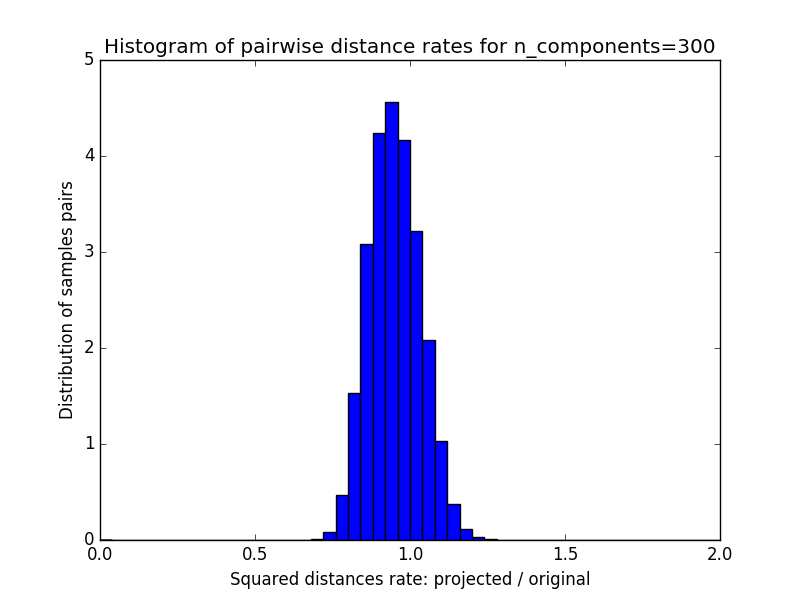 Histogram of pairwise distance rates for n_components=300
5
4
3
2
1
0
Distribution of samples pairs
0.0 0.5 1.0 1.5 2.0
Squared distances rate: projected / original